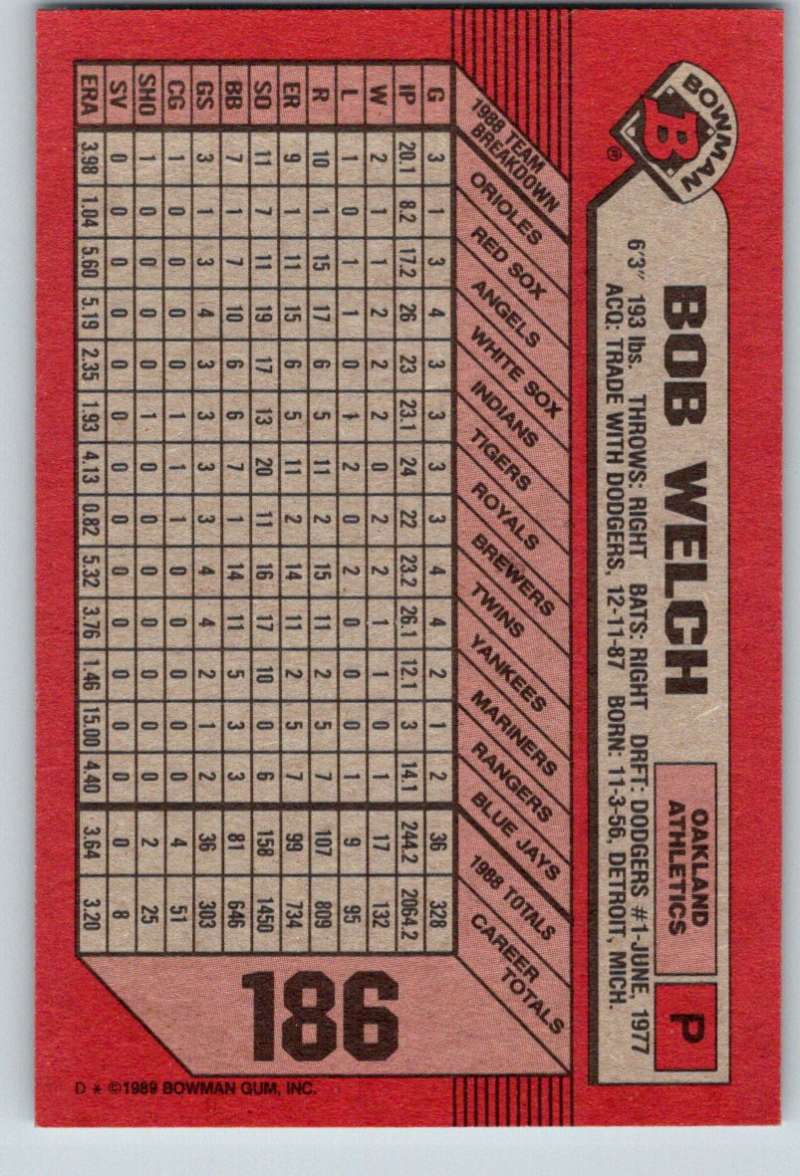 BOWMAN
B
®
BOB WELCH
OAKLAND
ATHLETICS
P
6'3" 193 lbs. THROWS: RIGHT BATS: RIGHT DRFT: DODGERS #1-JUNE, 1977
ACQ: TRADE WITH DODGERS, 12-11-87 BORN: 11-3-56, DETROIT, MICH.
1988 TEAM
BREAKDOWN
ORIOLES
RED SOX
ANGELS
WHITE SOX
INDIANS
TIGERS
ROYALS
BREWERS
TWINS
YANKEES
MARINERS
RANGERS
BLUE JAYS
1988 TOTALS
CAREER
TOTALS
G 3 1 3 4 3 3 3 3 4 4 2 1 2 36 328
IP 20.1 8.2 17.2 26 23 23.1 24 22 23.2 26.1 12.1 3 14.1 244.2 2064.2
W 2 1 1 2 2 2 0 2 2 1 1 0 1 17 132
L 1 0 1 1 0 1 2 0 2 0 0 0 1 9 95
R 10 1 15 17 6 5 11 2 15 11 2 5 7 107 809
ER 9 1 11 15 6 5 11 2 14 11 2 5 7 99 734
SO 11 7 11 19 17 13 20 11 16 17 10 0 6 158 1450
BB 7 1 7 10 6 6 7 1 14 11 5 3 3 81 646
GS 3 1 3 4 3 3 3 3 4 4 2 1 2 36 303
CG 1 0 0 0 0 1 1 1 0 0 0 0 0 4 51
SHO 1 0 0 0 0 1 0 0 0 0 0 0 0 2 25
SV 0 0 0 0 0 0 0 0 0 0 0 0 0 0 8
ERA 3.98 1.04 5.60 5.19 2.35 1.93 4.13 0.82 5.32 3.76 1.46 15.00 4.40 3.64 3.20
186
D * ©1989 BOWMAN GUM, INC.